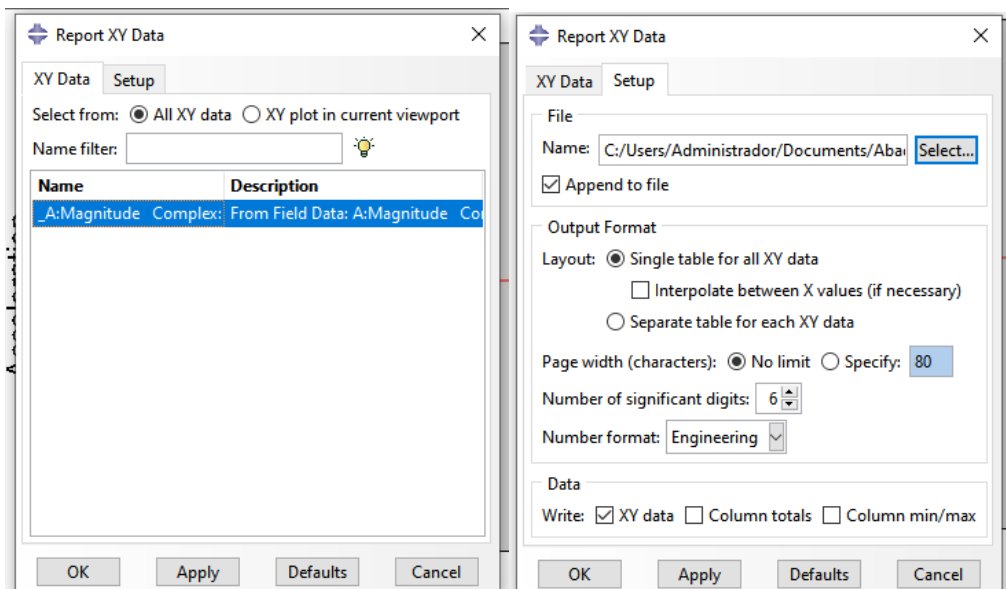 Report XY Data
XY Data Setup
Select from: All XY data XY plot in current viewport
Name filter:
Name Description
_A:Magnitude Complex: From Field Data: A:Magnitude
OK Apply Defaults Cancel
Report XY Data
XY Data Setup
File
Name: C:/Users/Administrador/Documents/Aba Select...
Append to file
Output Format
Layout: Single table for all XY data
Interpolate between X values (if necessary)
Separate table for each XY data
Page width (characters): No limit Specify: 80
Number of significant digits: 6
Number format: Engineering
Data
Write: XY data Column totals Column min/max
OK Apply Defaults Cancel